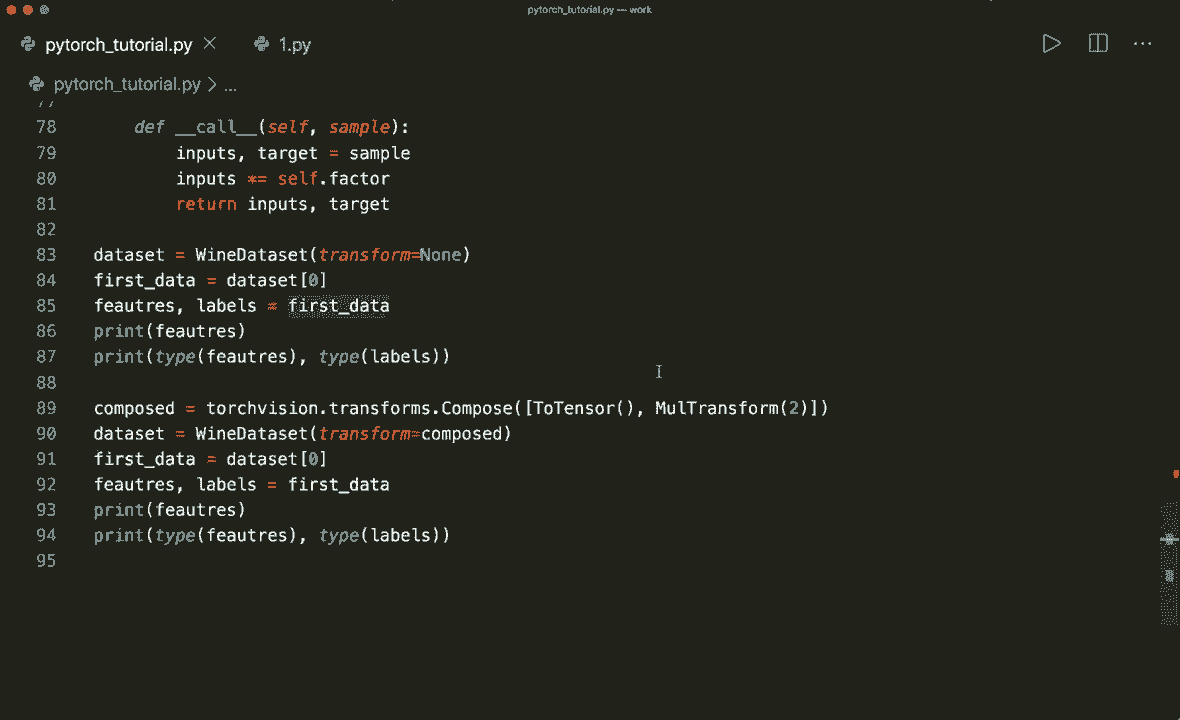 pytorch_tutorial.py — work
pytorch_tutorial.py 1.py
pytorch_tutorial.py > ...
77
78 def __call__(self, sample):
79 inputs, target = sample
80 inputs *= self.factor
81 return inputs, target
82
83 dataset = WineDataset(transform=None)
84 first_data = dataset[0]
85 feautres, labels = first_data
86 print(feautres)
87 print(type(feautres), type(labels))
88
89 composed = torchvision.transforms.Compose([ToTensor(), MulTransform(2)])
90 dataset = WineDataset(transform=composed)
91 first_data = dataset[0]
92 feautres, labels = first_data
93 print(feautres)
94 print(type(feautres), type(labels))
95